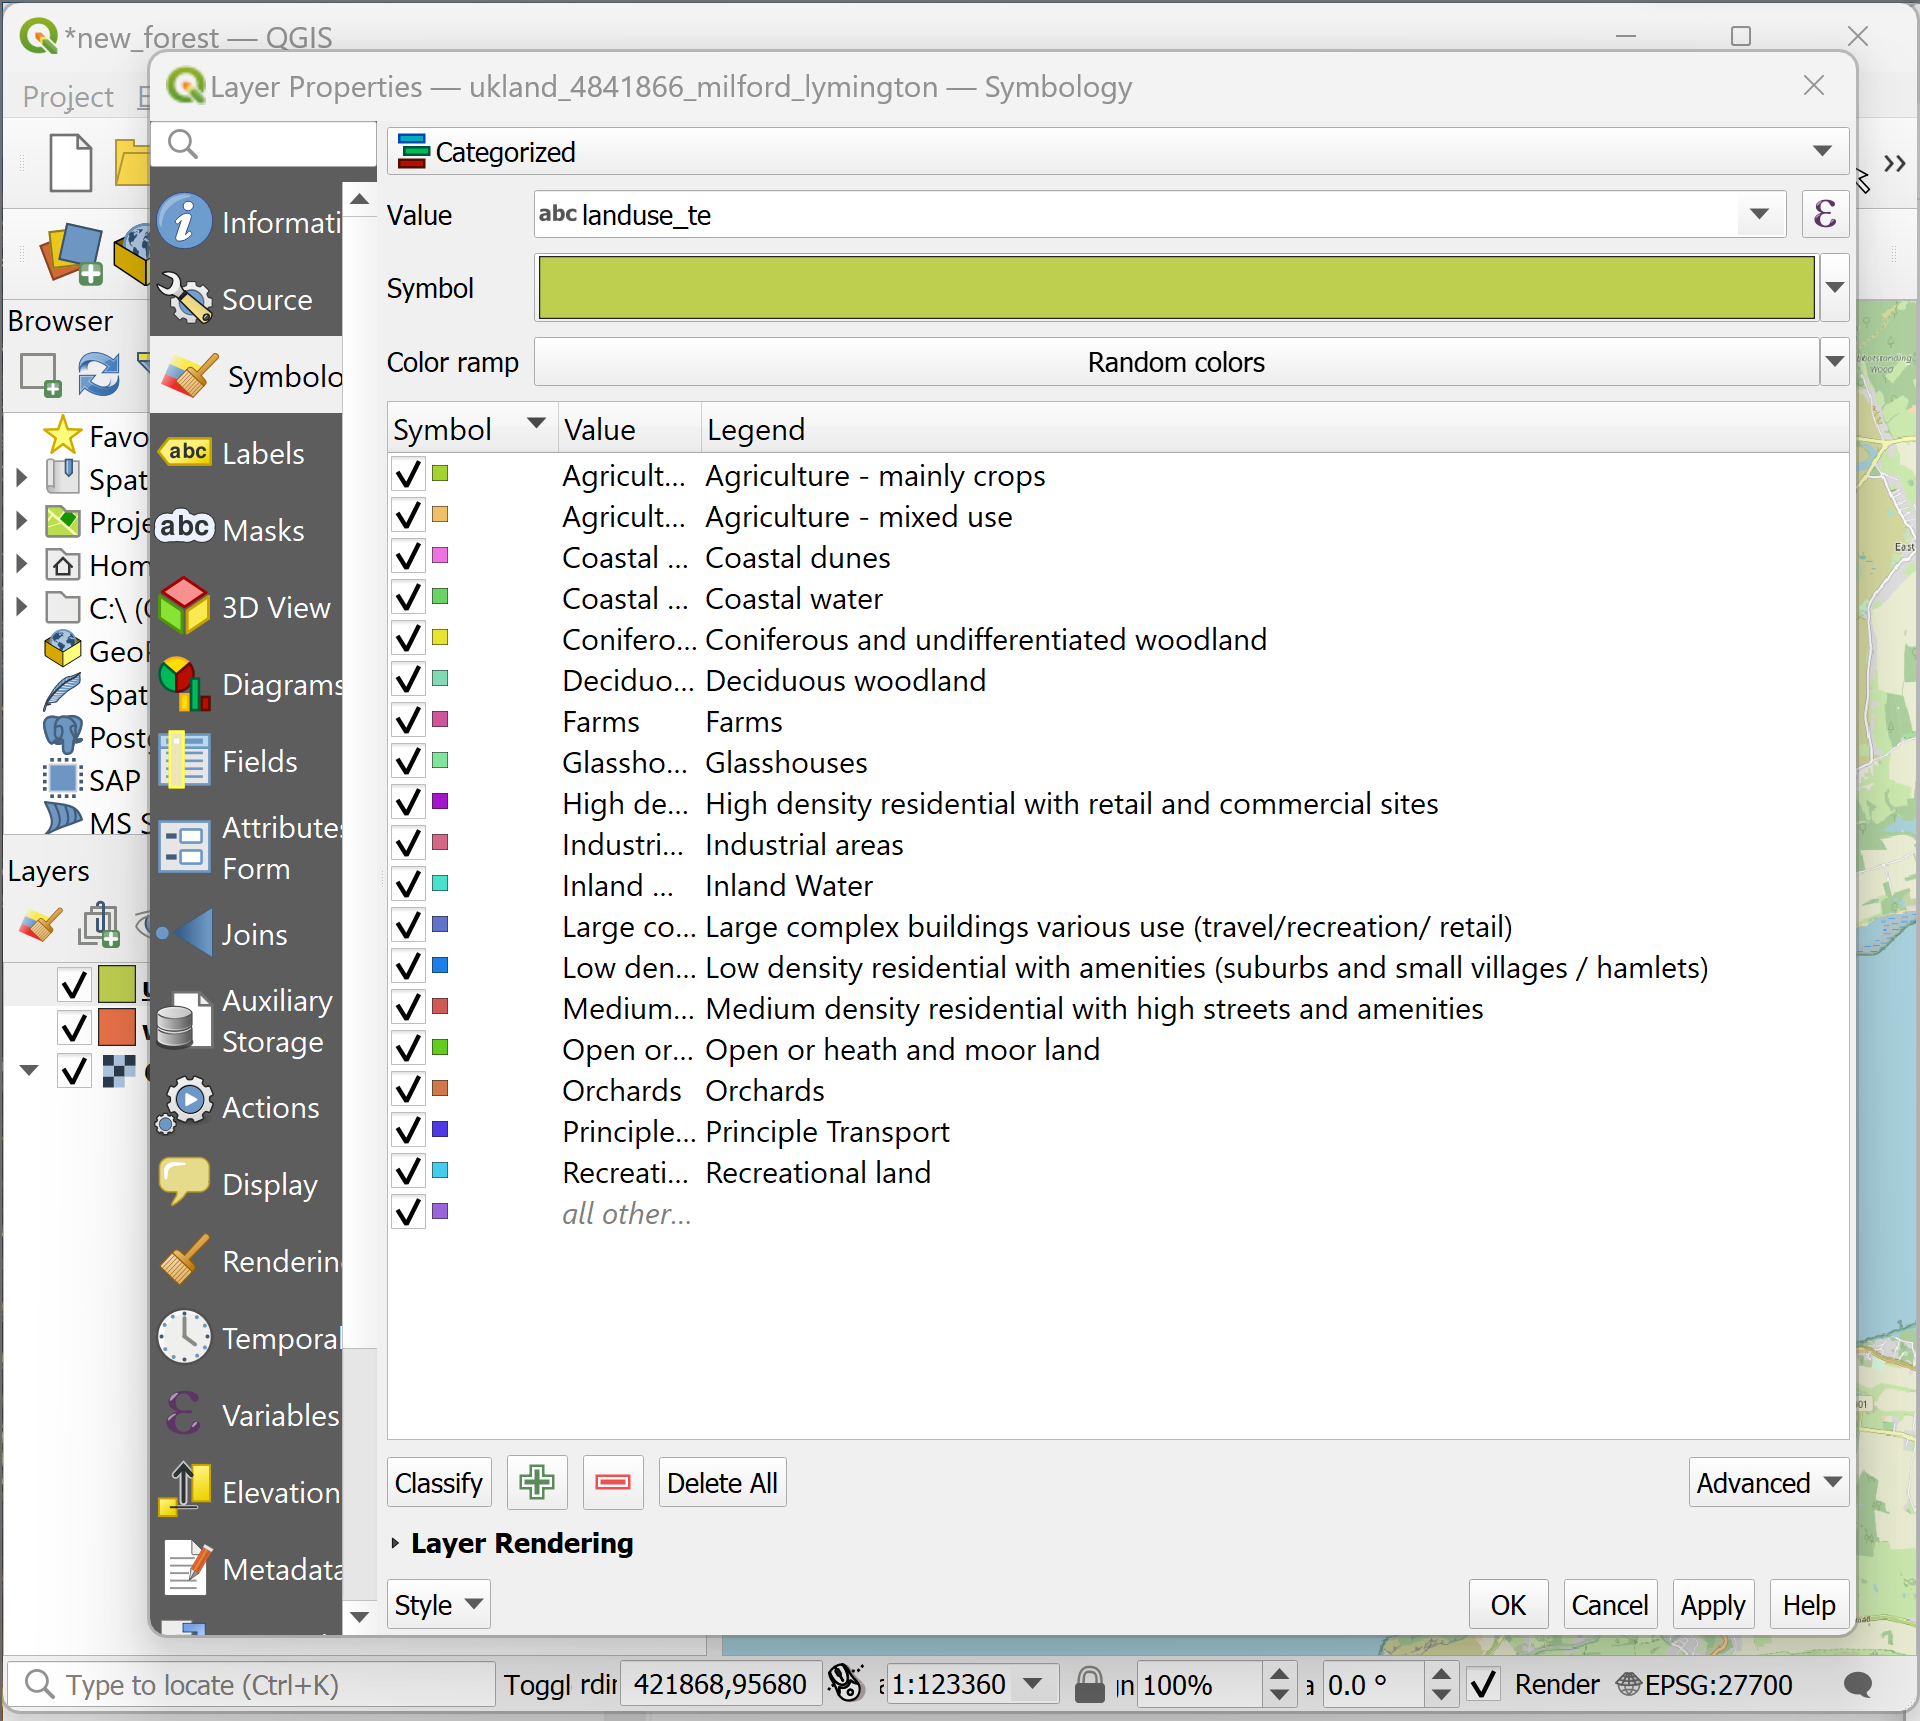 *new_forest — QGIS
Project
Layer Properties — ukland_4841866_milford_lymington — Symbology
Categorized
Value
abc landuse_te
Symbol
Color ramp
Random colors
Symbol Value Legend
Agricult... Agriculture - mainly crops
Agricult... Agriculture - mixed use
Coastal ... Coastal dunes
Coastal ... Coastal water
Conifero... Coniferous and undifferentiated woodland
Deciduo... Deciduous woodland
Farms Farms
Glassho... Glasshouses
High de... High density residential with retail and commercial sites
Industri... Industrial areas
Inland ... Inland Water
Large co... Large complex buildings various use (travel/recreation/ retail)
Low den... Low density residential with amenities (suburbs and small villages / hamlets)
Medium... Medium density residential with high streets and amenities
Open or... Open or heath and moor land
Orchards Orchards
Principle... Principle Transport
Recreati... Recreational land
all other...
Classify
Delete All
Advanced
Layer Rendering
Style
OK
Cancel
Apply
Help
Informati
Source
Symbolo
abc Labels
abc Masks
3D View
Diagrams
Fields
Attributes
Form
Joins
Auxiliary
Storage
Actions
Display
Renderin
Temporal
Variables
Elevation
Metadata
Browser
Favo
Spat
Proje
Hom
C:\ (
Geo
Spat
Post
SAP
MS S
Layers
East
Wood
Type to locate (Ctrl+K)
Toggl
rdi
421868,95680
1:123360
100%
0.0 °
Render
EPSG:27700